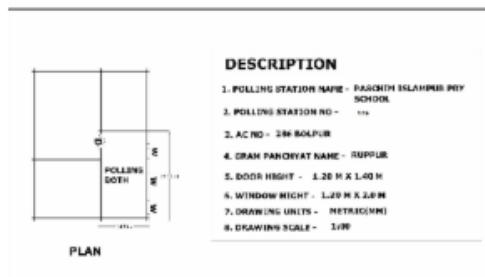 DESCRIPTION
1. POLLING STATION NAME - PASCHIM ISLAMPUR PRY
SCHOOL
2. POLLING STATION NO -
3. AC NO - 286 BOLPUR
4. GRAM PANCHYAT NAME - RUPPUR
5. DOOR HIGHT - 1.20 M X 1.40 M
6. WINDOW HIGHT - 1.20 M X 2.0 M
7. DRAWING UNITS - METRIC(MM)
8. DRAWING SCALE - 1:00
D
POLLING
BOTH
W
W
W
PLAN